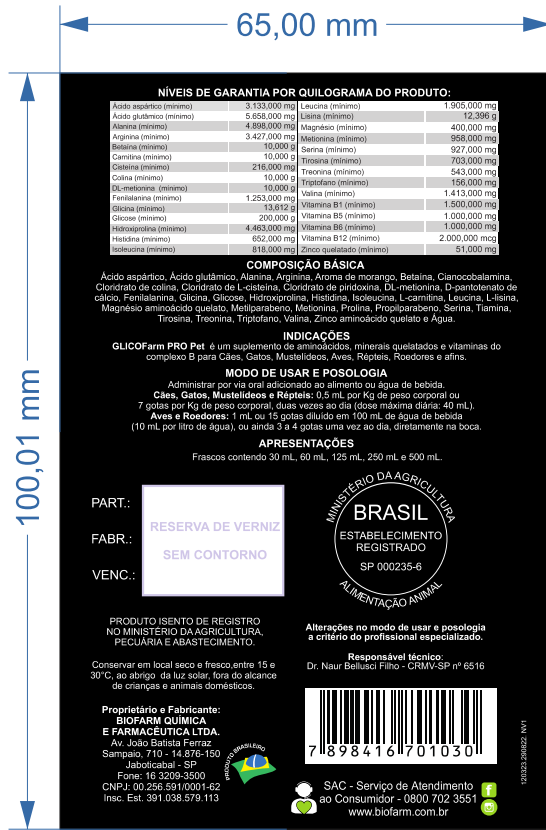 65,00 mm
100,01 mm
NÍVEIS DE GARANTIA POR QUILOGRAMA DO PRODUTO:
Ácido aspártico (mínimo) 3.133,000 mg
Ácido glutâmico (mínimo) 5.658,000 mg
Alanina (mínimo) 4.898,000 mg
Arginina (mínimo) 3.427,000 mg
Betaína (mínimo) 10,000 g
Carnitina (mínimo) 10,000 g
Cisteína (mínimo) 216,000 mg
Colina (mínimo) 10,000 g
DL-metionina (mínimo) 10,000 g
Fenilanina (mínimo) 1.253,000 mg
Glicina (mínimo) 13,612 g
Glicose (mínimo) 200,000 g
Hidroxiprolina (mínimo) 4.463,000 mg
Histidina (mínimo) 652,000 mg
Isoleucina (mínimo) 818,000 mg
Leucina (mínimo) 1.905,000 mg
Lisina (mínimo) 12,396 g
Magnésio (mínimo) 400,000 mg
Metionina (mínimo) 958,000 mg
Serina (mínimo) 927,000 mg
Tirosina (mínimo) 703,000 mg
Treonina (mínimo) 543,000 mg
Triptofano (mínimo) 156,000 mg
Valina (mínimo) 1.413,000 mg
Vitamina B1 (mínimo) 1.500,000 mg
Vitamina B5 (mínimo) 1.000,000 mg
Vitamina B6 (mínimo) 1.000,000 mg
Vitamina B12 (mínimo) 2.000,000 mcg
Zinco quelatado (mínimo) 51,000 mg
COMPOSIÇÃO BÁSICA
Ácido aspártico, Ácido glutâmico, Alanina, Arginina, Aroma de morango, Betaína, Cianocobalamina,
Cloridrato de colina, Cloridrato de L-cisteína, Cloridrato de piridoxina, DL-metionina, D-pantotenato de
cálcio, Fenilalanina, Glicina, Glicose, Hidroxiprolina, Histidina, Isoleucina, L-carnitina, Leucina, L-lisina,
Magnésio aminoácido quelato, Metilparabeno, Metionina, Prolina, Propilparabeno, Serina, Tiamina,
Tirosina, Treonina, Triptofano, Valina, Zinco aminoácido quelato e Água.
INDICAÇÕES
GLICOFarm PRO Pet é um suplemento de aminoácidos, minerais quelatados e vitaminas do
complexo B para Cães, Gatos, Mustelídeos, Aves, Répteis, Roedores e afins.
MODO DE USAR E POSOLOGIA
Administrar por via oral adicionado ao alimento ou água de bebida.
Cães, Gatos, Mustelídeos e Répteis: 0,5 mL por Kg de peso corporal ou
7 gotas por Kg de peso corporal, duas vezes ao dia (dose máxima diária: 40 mL).
Aves e Roedores: 1 mL ou 15 gotas diluído em 100 mL de água de bebida
(10 mL por litro de água), ou ainda 3 a 4 gotas uma vez ao dia, diretamente na boca.
APRESENTAÇÕES
Frascos contendo 30 mL, 60 mL, 125 mL, 250 mL e 500 mL.
PART.:
FABR.:
VENC.:
RESERVA DE VERNIZ
SEM CONTORNO
MINISTÉRIO DA AGRICULTURA
BRASIL
ESTABELECIMENTO
REGISTRADO
SP 000235-6
ALIMENTAÇÃO ANIMAL
PRODUTO ISENTO DE REGISTRO
NO MINISTÉRIO DA AGRICULTURA,
PECUÁRIA E ABASTECIMENTO.
Conservar em local seco e fresco,entre 15 e
30°C, ao abrigo da luz solar, fora do alcance
de crianças e animais domésticos.
Alterações no modo de usar e posologia
a critério do profissional especializado.
Responsável técnico:
Dr. Naur Bellusci Filho - CRMV-SP nº 6516
Proprietário e Fabricante:
BIOFARM QUÍMICA
E FARMACÊUTICA LTDA.
Av. João Batista Ferraz
Sampaio, 710 - 14.876-150
Jaboticabal - SP
Fone: 16 3209-3500
CNPJ: 00.256.591/0001-62
Insc. Est. 391.038.579.113
PRODUTO BRASILEIRO
7 898416 701030
120323.290822. NV1
SAC - Serviço de Atendimento
ao Consumidor - 0800 702 3551
www.biofarm.com.br